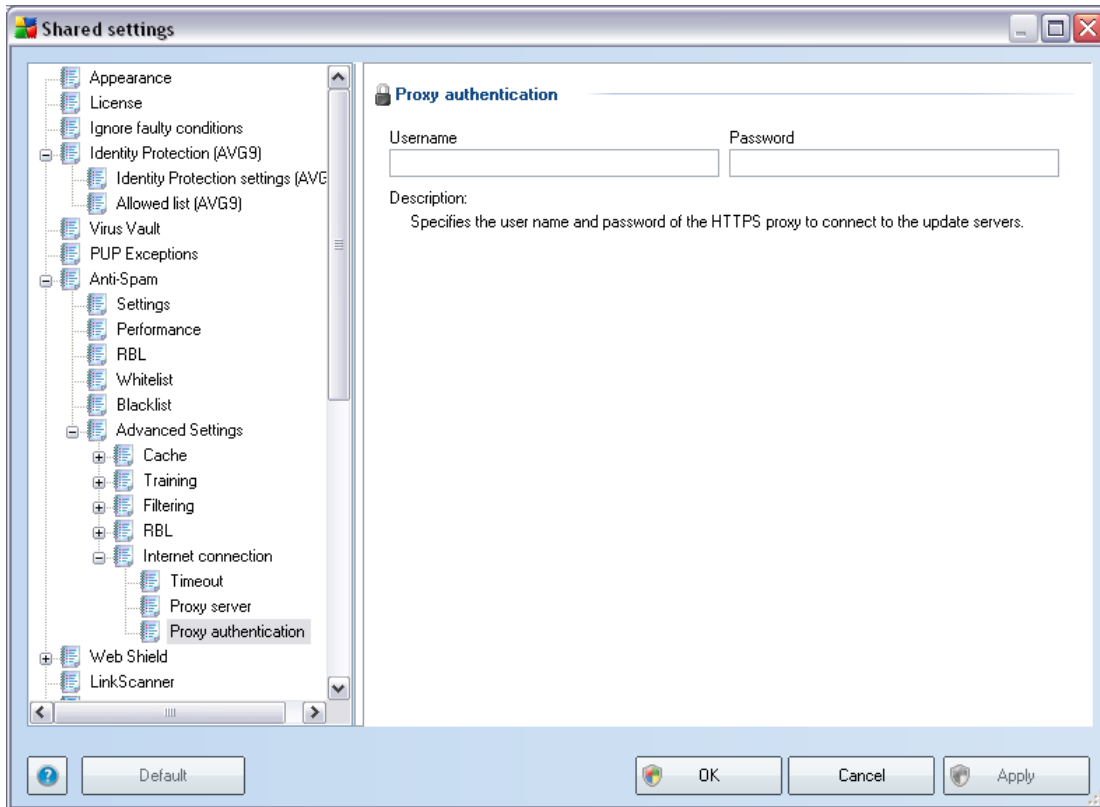 Shared settings
Appearance
License
Ignore faulty conditions
Identity Protection (AVG9)
Identity Protection settings (AVG
Allowed list (AVG9)
Virus Vault
PUP Exceptions
Anti-Spam
Settings
Performance
RBL
Whitelist
Blacklist
Advanced Settings
Cache
Training
Filtering
RBL
Internet connection
Timeout
Proxy server
Proxy authentication
Web Shield
LinkScanner
Proxy authentication
Username
Password
Description:
Specifies the user name and password of the HTTPS proxy to connect to the update servers.
Default
OK
Cancel
Apply